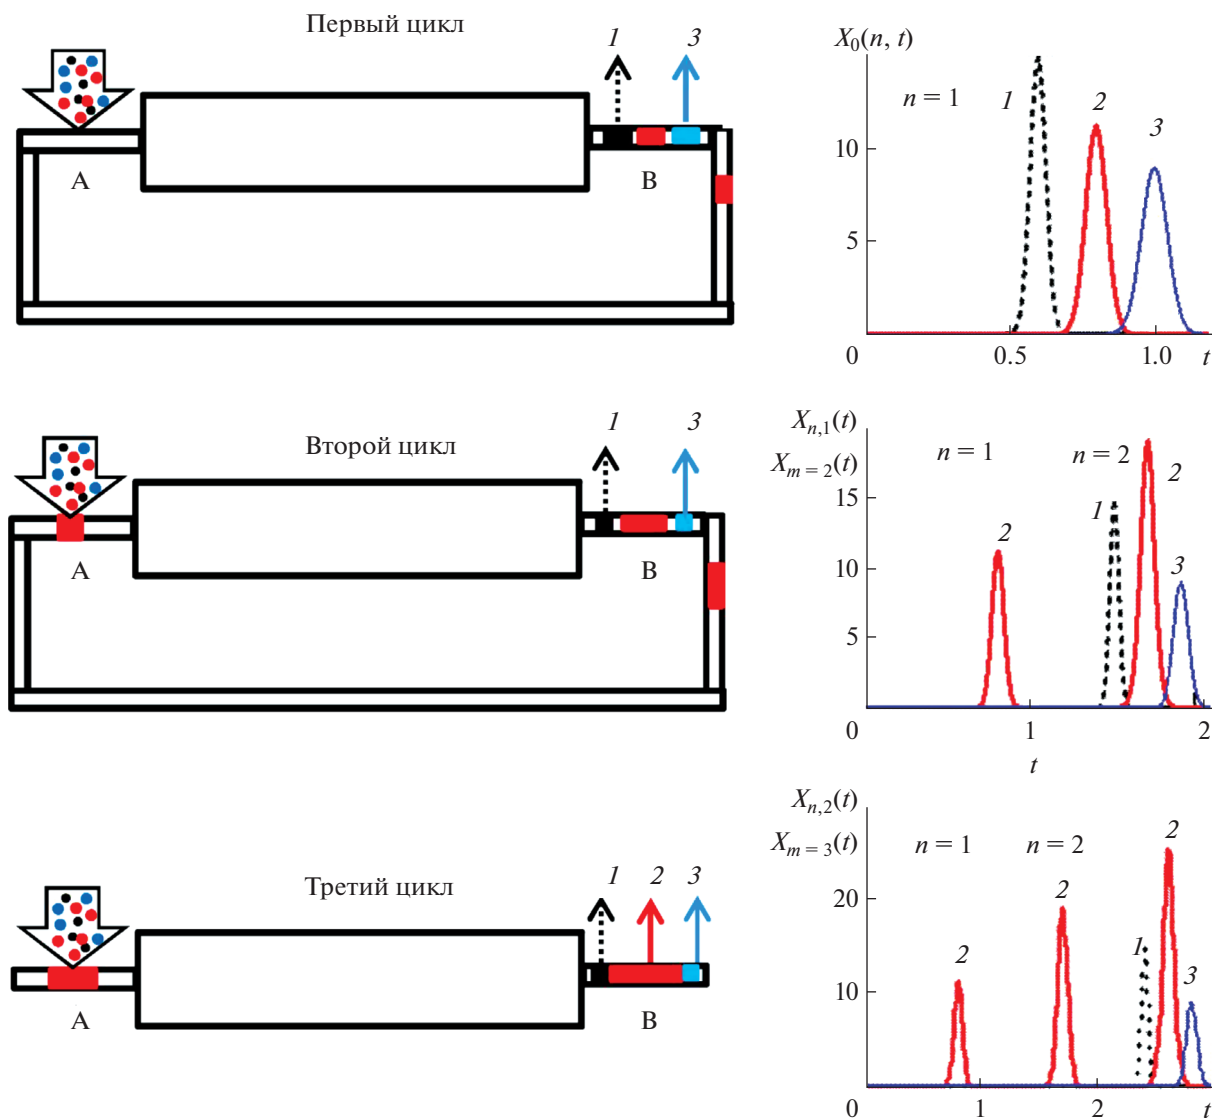 Первый цикл
1
3
A
B
X₀(n, t)
n = 1
1
2
3
10
5
0
0.5
1.0
t
Второй цикл
1
3
A
B
Xₙ,₁(t)
Xₘ₌₂(t)
n = 1
n = 2
2
1
2
3
15
10
5
0
1
2
t
Третий цикл
1
2
3
A
B
Xₙ,₂(t)
Xₘ₌₃(t)
n = 1
n = 2
2
2
1
2
3
20
10
0
1
2
t